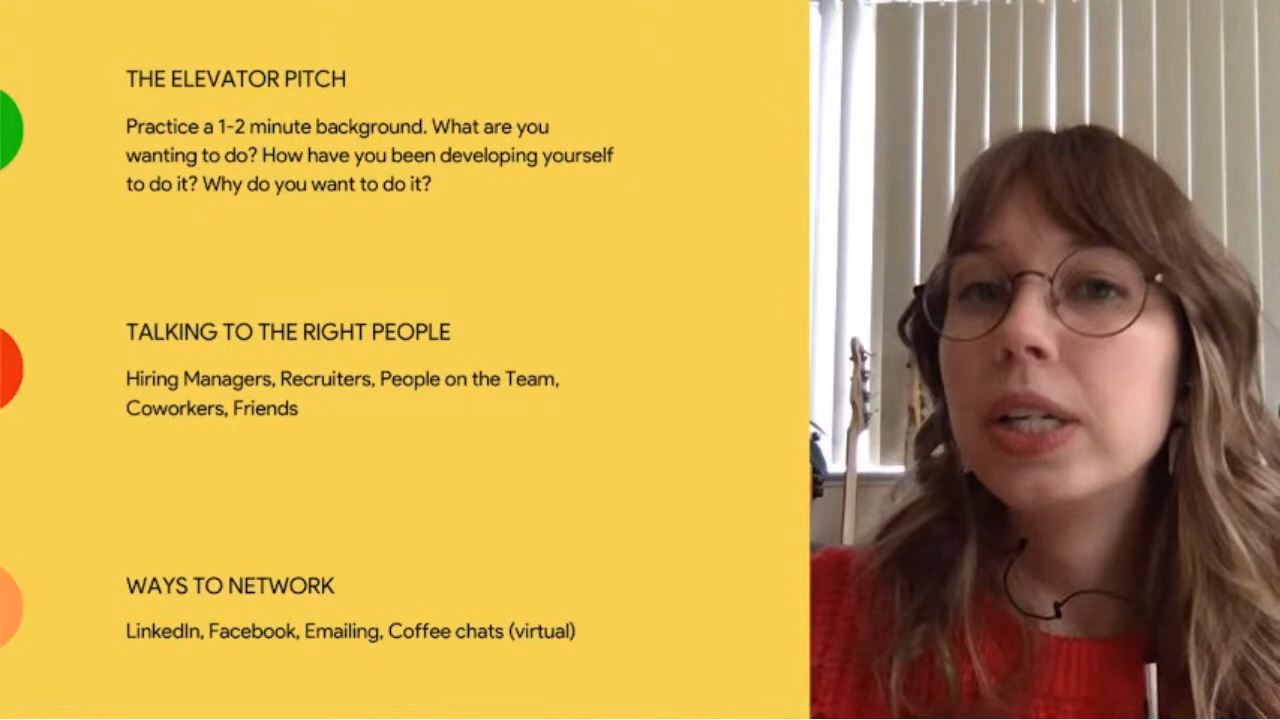 THE ELEVATOR PITCH
Practice a 1-2 minute background. What are you
wanting to do? How have you been developing yourself
to do it? Why do you want to do it?
TALKING TO THE RIGHT PEOPLE
Hiring Managers, Recruiters, People on the Team,
Coworkers, Friends
WAYS TO NETWORK
LinkedIn, Facebook, Emailing, Coffee chats (virtual)